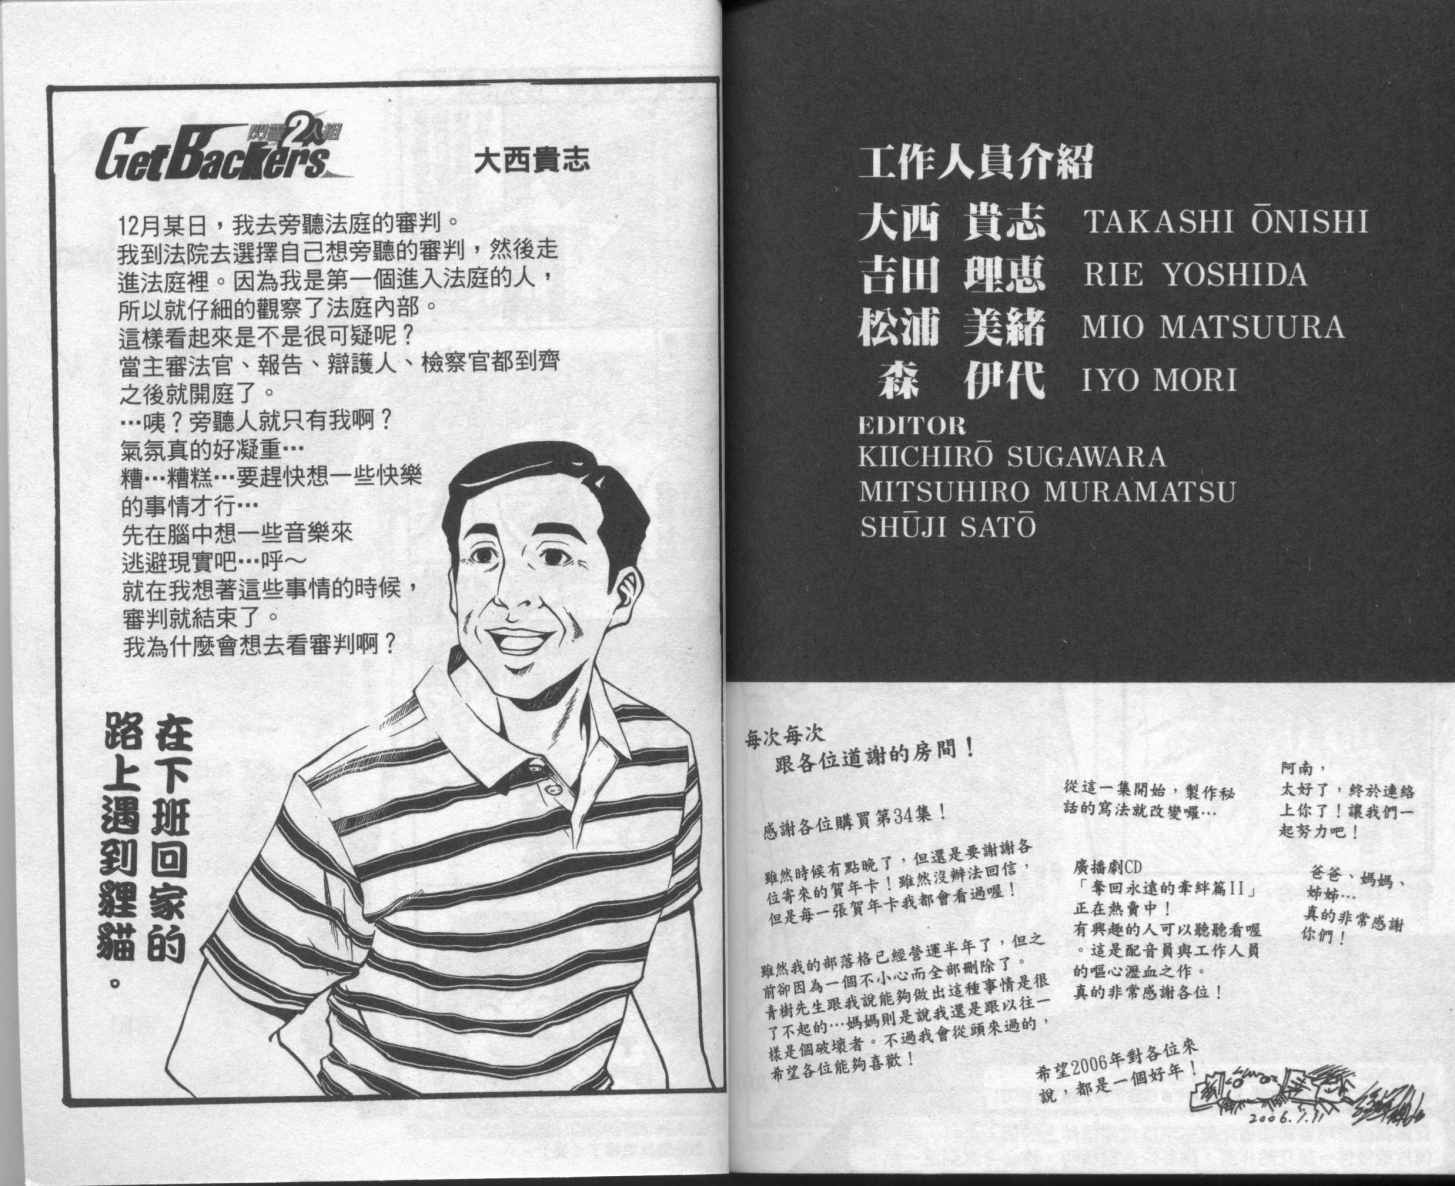 GetBackers
2人組
大西貴志
12月某日，我去旁聽法庭的審判。
我到法院去選擇自己想旁聽的審判，然後走
進法庭裡。因為我是第一個進入法庭的人，
所以就仔細的觀察了法庭內部。
這樣看起來是不是很可疑呢？
當主審法官、報告、辯護人、檢察官都到齊
之後就開庭了。
…咦？旁聽人就只有我啊？
氣氛真的好凝重…
糟…糟糕…要趕快想一些快樂
的事情才行…
先在腦中想一些音樂來
逃避現實吧…呼～
就在我想著這些事情的時候，
審判就結束了。
我為什麼會想去看審判啊？
在下班回家的
路上遇到貍貓。
工作人員介紹
大西 貴志 TAKASHI ŌNISHI
吉田 理恵 RIE YOSHIDA
松浦 美緒 MIO MATSUURA
森 伊代 IYO MORI
EDITOR
KIICHIRŌ SUGAWARA
MITSUHIRO MURAMATSU
SHŪJI SATŌ
每次每次
跟各位道謝的房間！
感謝各位購買第34集！
雖然時候有點晚了，但還是要謝謝各
位寄來的賀年卡！雖然沒辦法回信，
但是每一張賀年卡我都會看過喔！
雖然我的部落格已經營運半年了，但之
前卻因為一個不小心而全部刪除了。
青樹先生跟我說能夠做出這種事情是很
了不起的…媽媽則是說我還是跟以往一
樣是個破壞者。不過我會從頭來過的，
希望各位能夠喜歡！
從這一集開始，製作秘
話的寫法就改變囉…
廣播劇CD
「奪回永遠的牽絆篇II」
正在熱賣中！
有興趣的人可以聽聽看喔
。這是配音員與工作人員
的嘔心瀝血之作。
真的非常感謝各位！
阿南，
太好了，終於連絡
上你了！讓我們一
起努力吧！
爸爸、媽媽、
姊姊…
真的非常感謝
你們！
希望2006年對各位來
說，都是一個好年！
2006.1.11